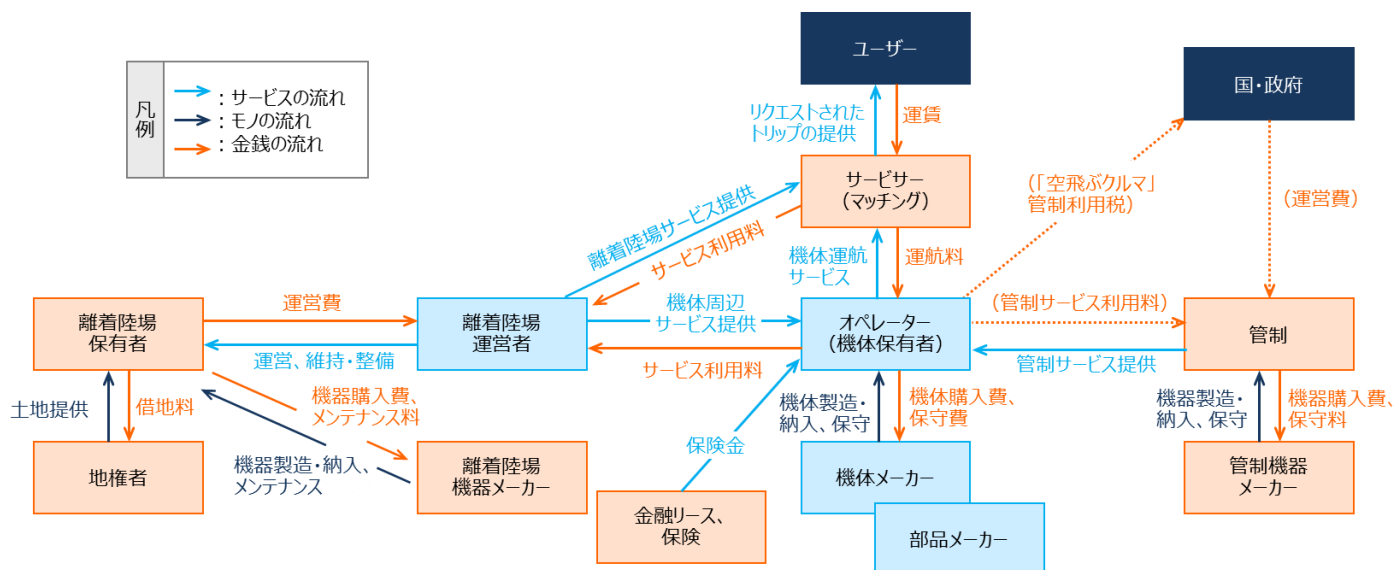 凡例
：サービスの流れ
：モノの流れ
：金銭の流れ
ユーザー
国・政府
リクエストされた
トリップの提供
運賃
サービサー
（マッチング）
（「空飛ぶクルマ」
管制利用税）
（運営費）
離着陸場サービス提供
サービス利用料
機体運航
サービス
運航料
離着陸場
保有者
運営費
運営、維持・整備
離着陸場
運営者
機体周辺
サービス提供
サービス利用料
オペレーター
（機体保有者）
（管制サービス利用料）
管制サービス提供
管制
土地提供
借地料
機器購入費、
メンテナンス料
機器製造・納入、
メンテナンス
保険金
機体製造・
納入、保守
機体購入費、
保守費
機器製造・
納入、保守
機器購入費、
保守料
地権者
離着陸場
機器メーカー
金融リース、
保険
機体メーカー
部品メーカー
管制機器
メーカー